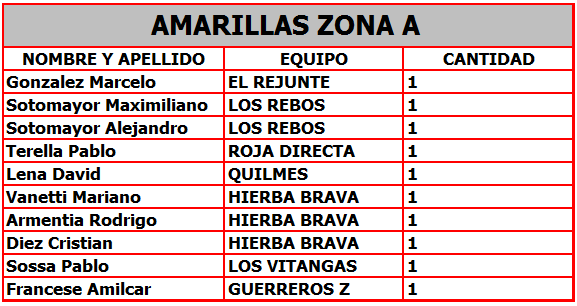 AMARILLAS ZONA A
NOMBRE Y APELLIDO EQUIPO CANTIDAD
Gonzalez Marcelo EL REJUNTE 1
Sotomayor Maximiliano LOS REBOS 1
Sotomayor Alejandro LOS REBOS 1
Terella Pablo ROJA DIRECTA 1
Lena David QUILMES 1
Vanetti Mariano HIERBA BRAVA 1
Armentia Rodrigo HIERBA BRAVA 1
Diez Cristian HIERBA BRAVA 1
Sossa Pablo LOS VITANGAS 1
Francese Amilcar GUERREROS Z 1